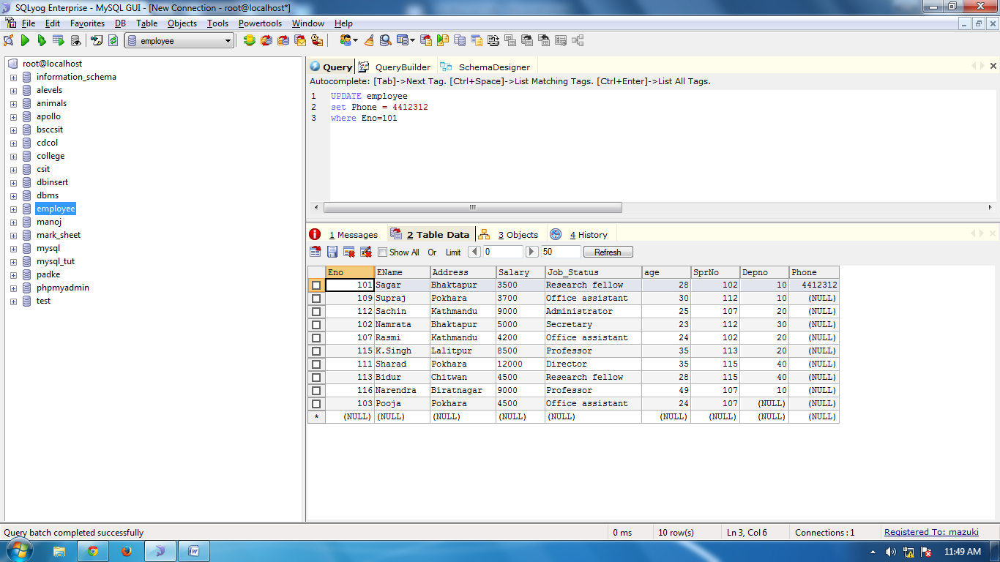 SQLyog Enterprise - MySQL GUI - [New Connection - root@localhost*]
File Edit Favorites DB Table Objects Tools Powertools Window Help
employee
root@localhost
information_schema
alevels
animals
apollo
bsccsit
cdcol
college
csit
dbinsert
dbms
employee
manoj
mark_sheet
mysql
mysql_tut
padke
phpmyadmin
test
Query QueryBuilder SchemaDesigner
Autocomplete: [Tab]->Next Tag. [Ctrl+Space]->List Matching Tags. [Ctrl+Enter]->List All Tags.
1 UPDATE employee
2 set Phone = 4412312
3 where Eno=101
1 Messages 2 Table Data 3 Objects 4 History
Show All Or Limit 0 50 Refresh
Eno EName Address Salary Job_Status age SprNo Depno Phone
101 Sagar Bhaktapur 3500 Research fellow 28 102 10 4412312
109 Supraj Pokhara 3700 Office assistant 30 112 10 (NULL)
112 Sachin Kathmandu 9000 Administrator 25 107 20 (NULL)
102 Namrata Bhaktapur 5000 Secretary 23 112 30 (NULL)
107 Rasmi Kathmandu 4200 Office assistant 24 102 20 (NULL)
115 K.Singh Lalitpur 8500 Professor 35 113 20 (NULL)
111 Sharad Pokhara 12000 Director 35 115 40 (NULL)
113 Bidur Chitwan 4500 Research fellow 28 115 40 (NULL)
116 Narendra Biratnagar 9000 Professor 49 107 10 (NULL)
103 Pooja Pokhara 4500 Office assistant 24 107 (NULL) (NULL)
* (NULL) (NULL) (NULL) (NULL) (NULL) (NULL) (NULL) (NULL) (NULL)
Query batch completed successfully 0 ms 10 row(s) Ln 3, Col 6 Connections : 1 Registered To: mazuki
11:49 AM